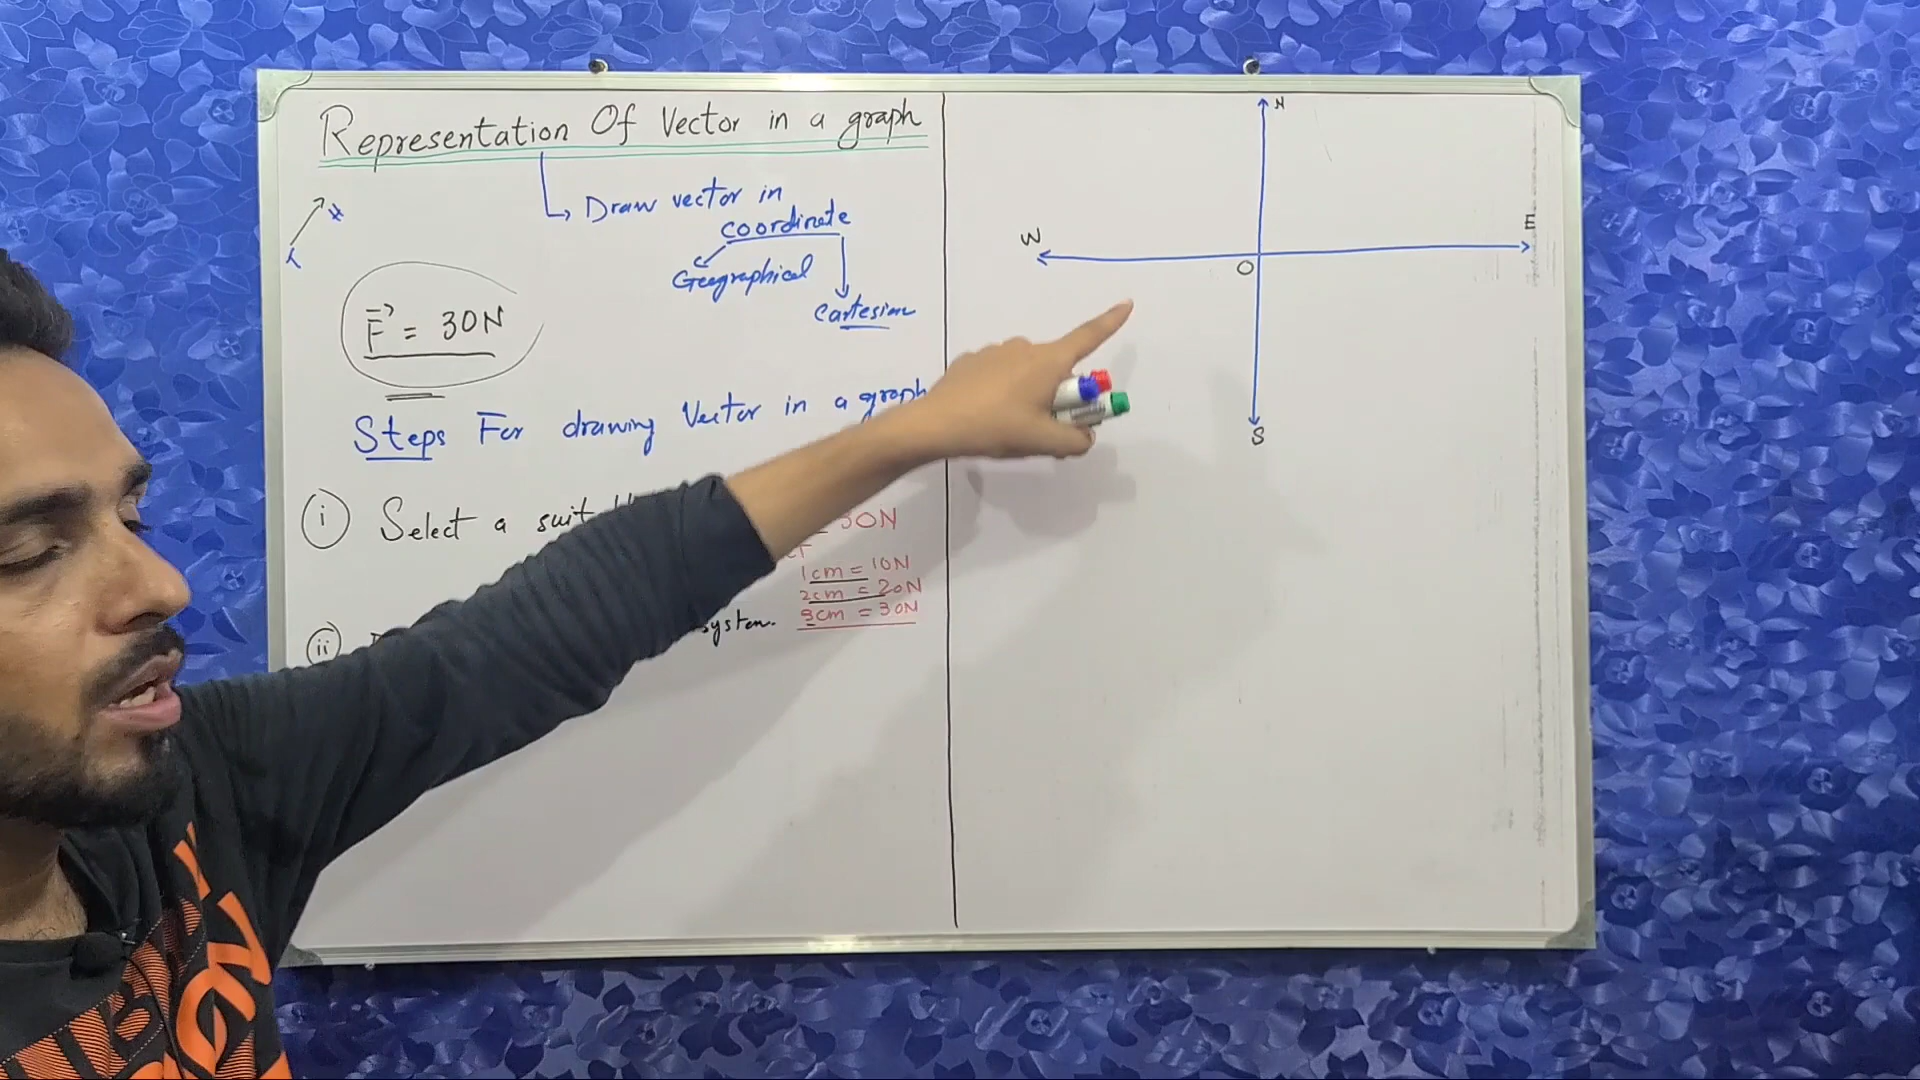 Representation Of Vector in a graph
Draw vector in
coordinate
Geographical
Cartesian
H
F = 30N
Steps For drawing Vector in a graph
i Select a suit
30N
1cm = 10N
2cm = 20N
3cm = 30N
ii
system.
N
W
E
O
S